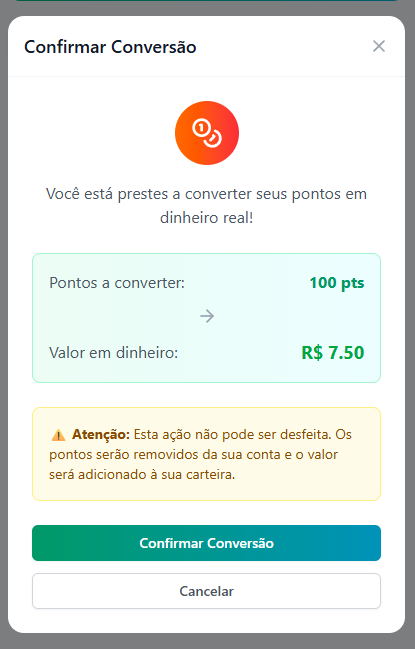 Confirmar Conversão
Você está prestes a converter seus pontos em
dinheiro real!
Pontos a converter: 100 pts
Valor em dinheiro: R$ 7.50
⚠️ Atenção: Esta ação não pode ser desfeita. Os
pontos serão removidos da sua conta e o valor
será adicionado à sua carteira.
Confirmar Conversão
Cancelar